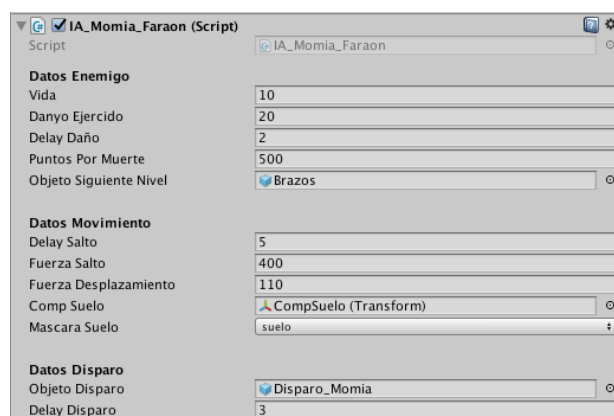 IA_Momia_Faraon (Script)
Script IA_Momia_Faraon
Datos Enemigo
Vida 10
Danyo Ejercido 20
Delay Daño 2
Puntos Por Muerte 500
Objeto Siguiente Nivel Brazos
Datos Movimiento
Delay Salto 5
Fuerza Salto 400
Fuerza Desplazamiento 110
Comp Suelo CompSuelo (Transform)
Mascara Suelo suelo
Datos Disparo
Objeto Disparo Disparo_Momia
Delay Disparo 3